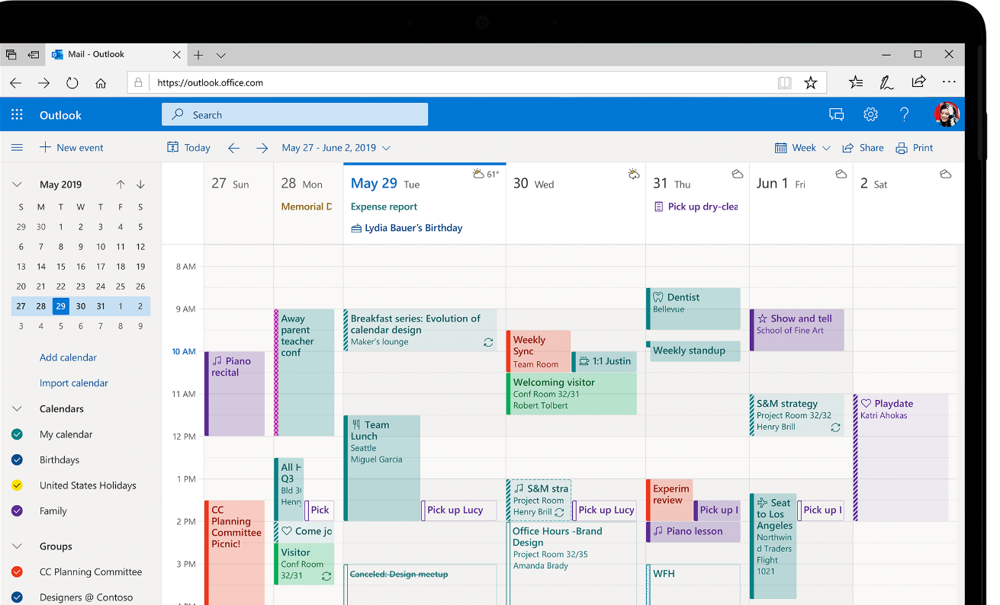 Mail - Outlook
https://outlook.office.com
Outlook
Search
New event
Today
May 27 - June 2, 2019
Week
Share
Print
May 2019
S M T W T F S
29 30 1 2 3 4 5
6 7 8 9 10 11 12
13 14 15 16 17 18 19
20 21 22 23 24 25 26
27 28 29 30 31 1 2
3 4 5 6 7 8 9
Add calendar
Import calendar
Calendars
My calendar
Birthdays
United States Holidays
Family
Groups
CC Planning Committee
Designers @ Contoso
27 Sun
28 Mon
Memorial D
May 29 Tue
61°
Expense report
Lydia Bauer's Birthday
30 Wed
31 Thu
Pick up dry-clea
Jun 1 Fri
2 Sat
8 AM
9 AM
10 AM
11 AM
12 PM
1 PM
2 PM
3 PM
Piano
recital
CC
Planning
Committee
Picnic!
Away
parent
teacher
conf
All H
Q3
Bld 3
Henry
Pick
Come jo
Visitor
Conf Room
32/31
Breakfast series: Evolution of
calendar design
Maker's lounge
Team
Lunch
Seattle
Miguel Garcia
Pick up Lucy
Canceled: Design meetup
Weekly
Sync
Team Room
1:1 Justin
Welcoming visitor
Conf Room 32/31
Robert Tolbert
S&M stra
Project Room
Henry Brill
Pick up Lucy
Office Hours -Brand
Design
Project Room 32/35
Amanda Brady
Dentist
Bellevue
Weekly standup
Experim
review
Pick up l
Piano lesson
WFH
Show and tell
School of Fine Art
S&M strategy
Project Room 32/32
Henry Brill
Seat
to Los
Angeles
Northwin
d Traders
Flight
1021
Pick up l
Playdate
Katri Ahokas